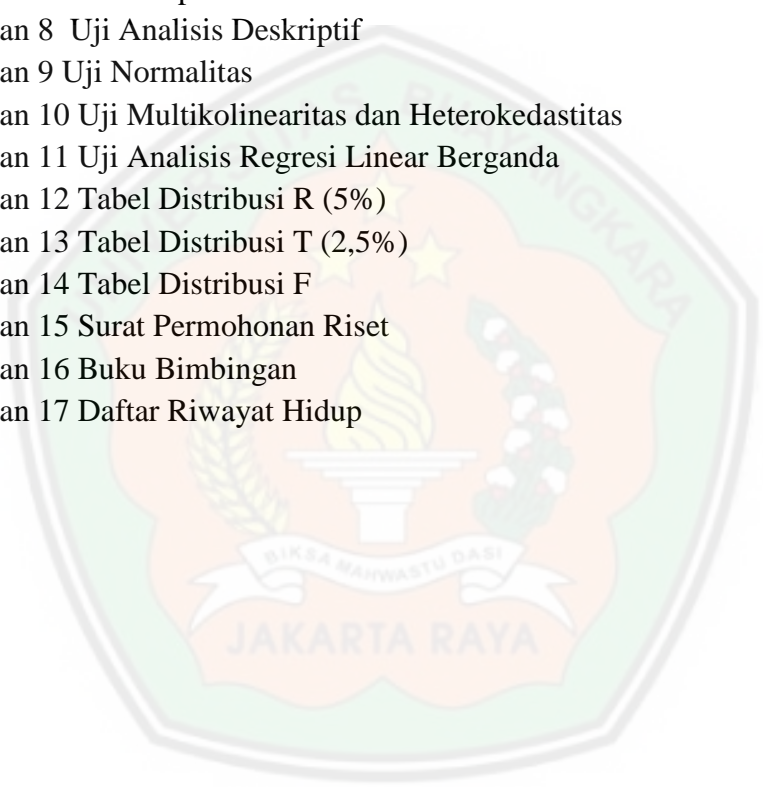 an 8  Uji Analisis Deskriptif
an 9 Uji Normalitas
an 10 Uji Multikolinearitas dan Heterokedastitas
an 11 Uji Analisis Regresi Linear Berganda
an 12 Tabel Distribusi R (5%)
an 13 Tabel Distribusi T (2,5%)
an 14 Tabel Distribusi F
an 15 Surat Permohonan Riset
an 16 Buku Bimbingan
an 17 Daftar Riwayat Hidup
UNIVERSITAS BHAYANGKARA
BIKSA MAHWASTU DASI
JAKARTA RAYA